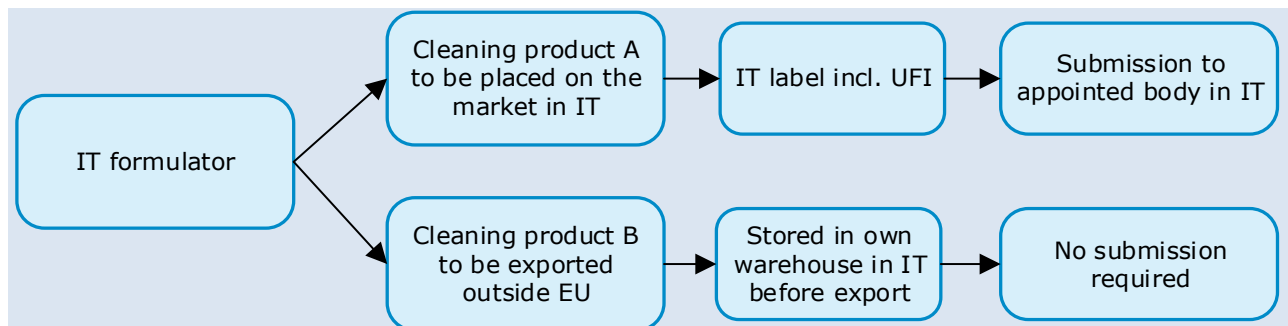 IT formulator
Cleaning product A
to be placed on the
market in IT
IT label incl. UFI
Submission to
appointed body in IT
Cleaning product B
to be exported
outside EU
Stored in own
warehouse in IT
before export
No submission
required